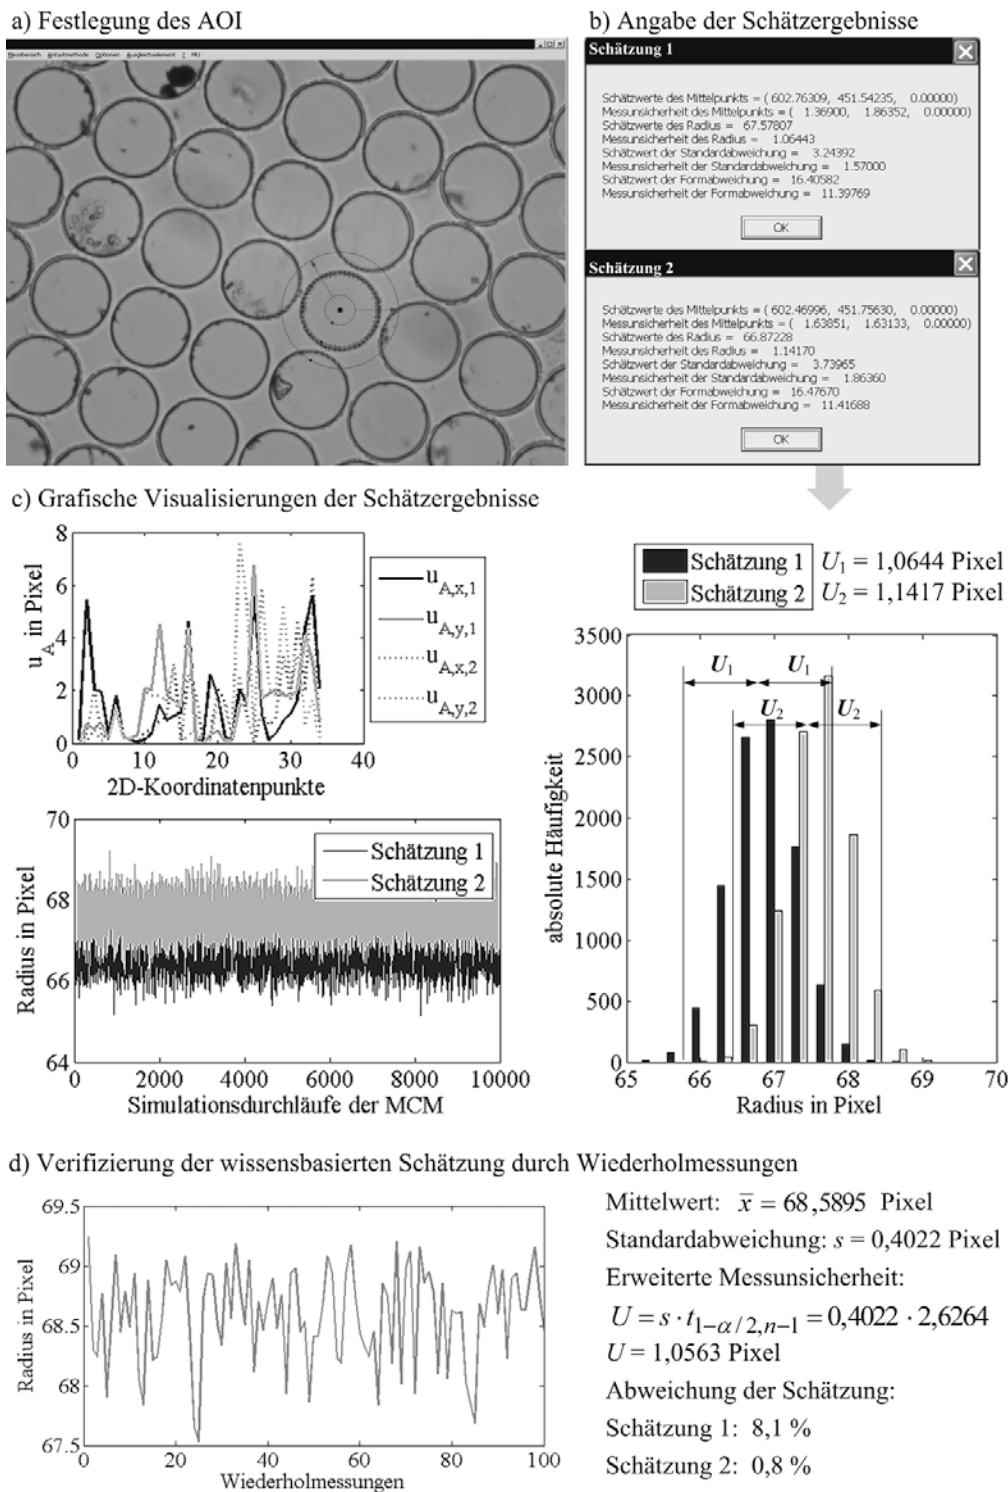 a) Festlegung des AOI
Messbereich Antastmethode Optionen Ausgleichselement ? MU
b) Angabe der Schätzergebnisse
Schätzung 1
Schätzwerte des Mittelpunkts = ( 602.76309, 451.54235, 0.00000)
Messunsicherheit des Mittelpunkts = ( 1.36900, 1.86352, 0.00000)
Schätzwerte des Radius = 67.57807
Messunsicherheit des Radius = 1.06443
Schätzwert der Standardabweichung = 3.24392
Messunsicherheit der Standardabweichung = 1.57000
Schätzwert der Formabweichung = 16.40582
Messunsicherheit der Formabweichung = 11.39769
OK
Schätzung 2
Schätzwerte des Mittelpunkts = ( 602.46996, 451.75630, 0.00000)
Messunsicherheit des Mittelpunkts = ( 1.63851, 1.63133, 0.00000)
Schätzwerte des Radius = 66.87228
Messunsicherheit des Radius = 1.14170
Schätzwert der Standardabweichung = 3.73965
Messunsicherheit der Standardabweichung = 1.86360
Schätzwert der Formabweichung = 16.47670
Messunsicherheit der Formabweichung = 11.41688
OK
c) Grafische Visualisierungen der Schätzergebnisse
8
6
4
2
0
u_A in Pixel
0 10 20 30 40
2D-Koordinatenpunkte
u_A,x,1
u_A,y,1
u_A,x,2
u_A,y,2
70
68
66
64
Radius in Pixel
Schätzung 1
Schätzung 2
0 2000 4000 6000 8000 10000
Simulationsdurchläufe der MCM
Schätzung 1 U₁ = 1,0644 Pixel
Schätzung 2 U₂ = 1,1417 Pixel
3500
3000
2500
2000
1500
1000
500
0
absolute Häufigkeit
U₁ U₁
U₂ U₂
65 66 67 68 69 70
Radius in Pixel
d) Verifizierung der wissensbasierten Schätzung durch Wiederholmessungen
69.5
69
68.5
68
67.5
Radius in Pixel
0 20 40 60 80 100
Wiederholmessungen
Mittelwert: x̄ = 68,5895 Pixel
Standardabweichung: s = 0,4022 Pixel
Erweiterte Messunsicherheit:
U = s · t_{1−α/2,n−1} = 0,4022 · 2,6264
U = 1,0563 Pixel
Abweichung der Schätzung:
Schätzung 1: 8,1 %
Schätzung 2: 0,8 %